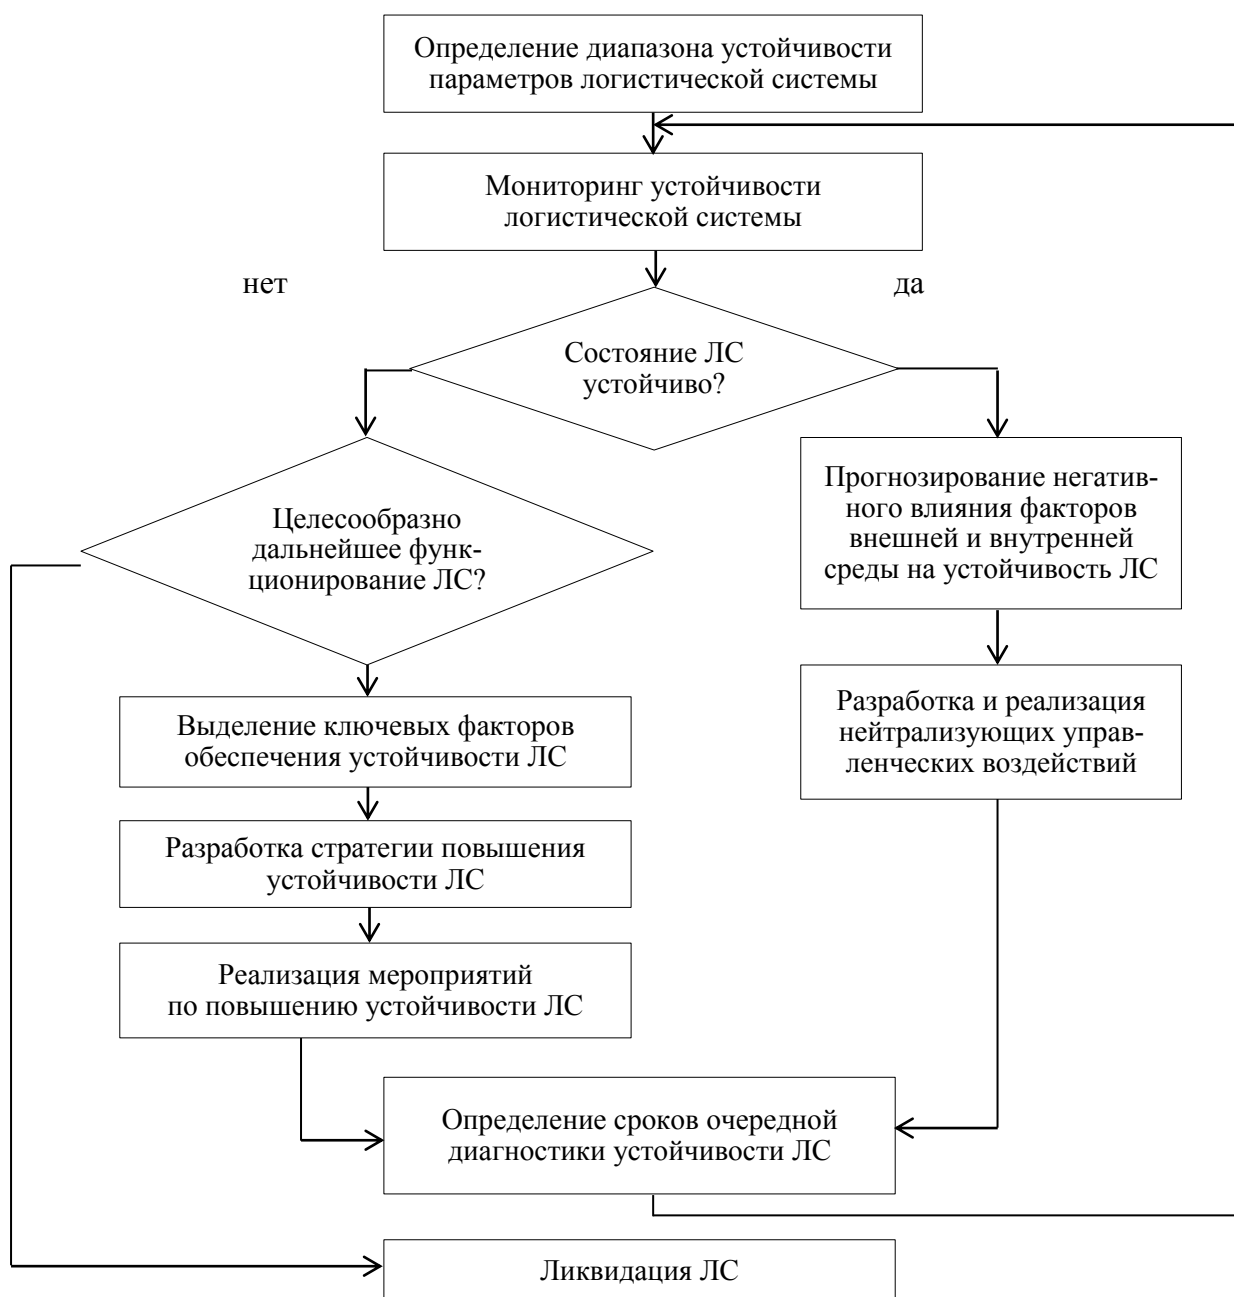 Определение диапазона устойчивости
параметров логистической системы
Мониторинг устойчивости
логистической системы
нет
да
Состояние ЛС
устойчиво?
Целесообразно
дальнейшее функ-
ционирование ЛС?
Прогнозирование негатив-
ного влияния факторов
внешней и внутренней
среды на устойчивость ЛС
Выделение ключевых факторов
обеспечения устойчивости ЛС
Разработка и реализация
нейтрализующих управ-
ленческих воздействий
Разработка стратегии повышения
устойчивости ЛС
Реализация мероприятий
по повышению устойчивости ЛС
Определение сроков очередной
диагностики устойчивости ЛС
Ликвидация ЛС